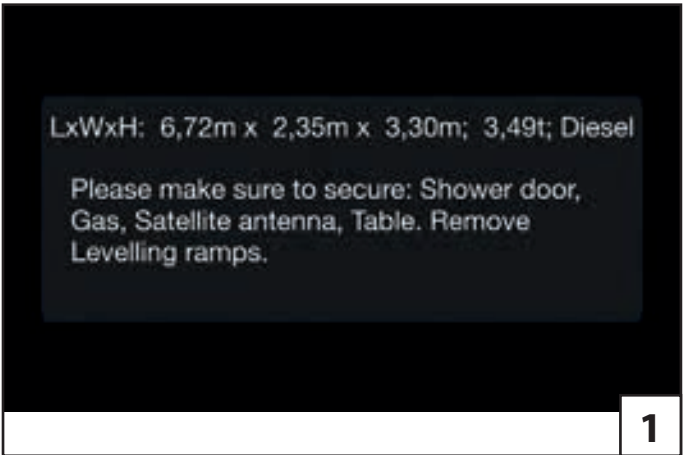 LxWxH: 6,72m x 2,35m x 3,30m; 3,49t; Diesel
Please make sure to secure: Shower door,
Gas, Satellite antenna, Table. Remove
Levelling ramps.
1